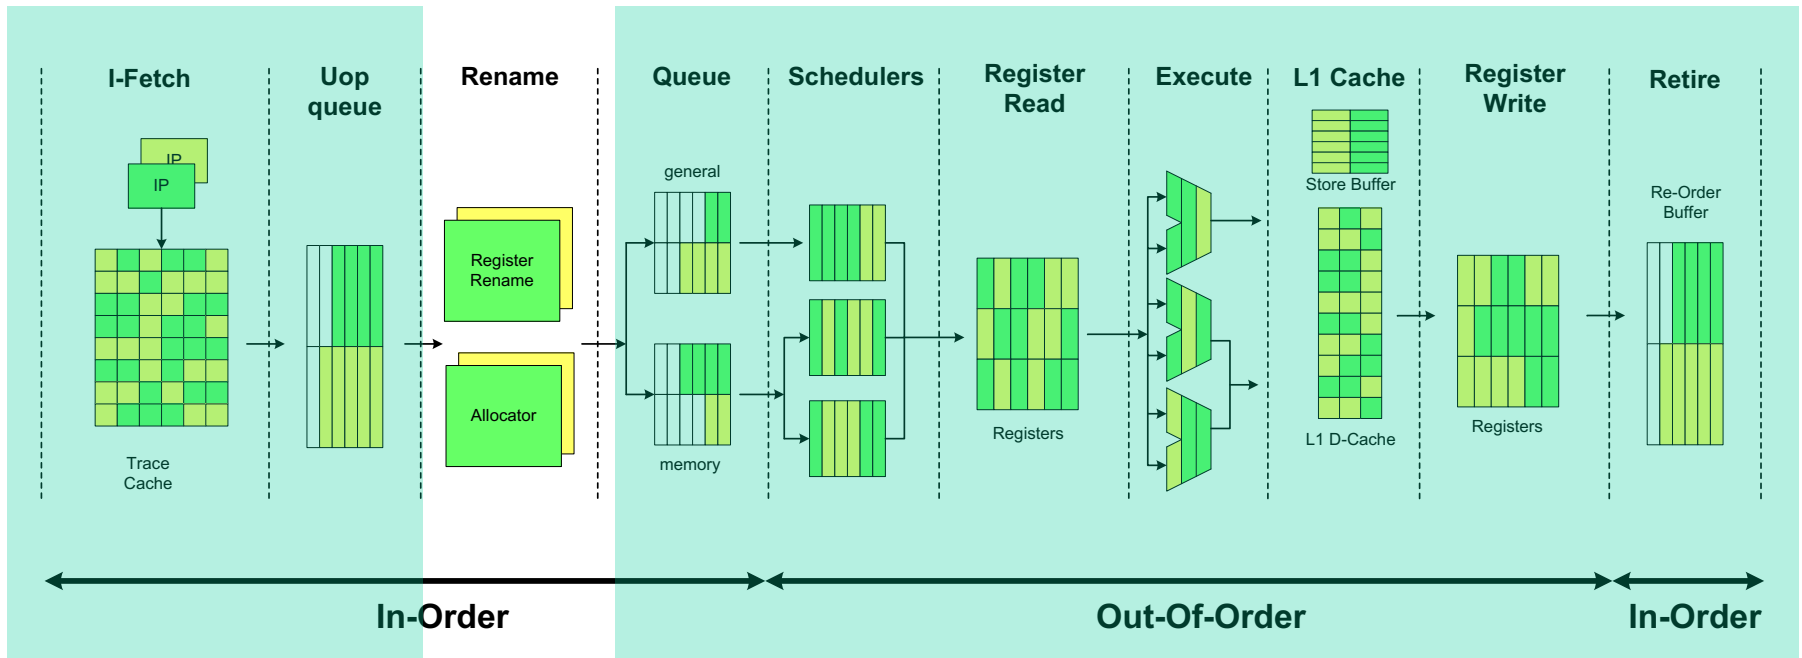 I-Fetch
Uop
queue
Rename
Queue
Schedulers
Register
Read
Execute
L1 Cache
Register
Write
Retire
IP
IP
Trace
Cache
Register
Rename
Allocator
general
memory
Registers
Store Buffer
L1 D-Cache
Registers
Re-Order
Buffer
In-Order
Out-Of-Order
In-Order